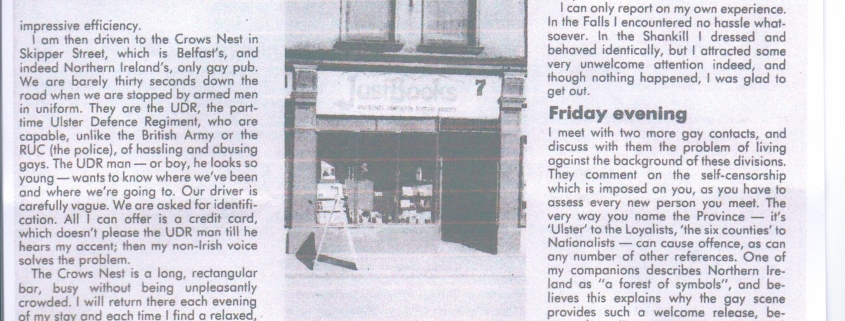 impressive efficiency.
I am then driven to the Crows Nest in
Skipper Street, which is Belfast's, and
indeed Northern Ireland's, only gay pub.
We are barely thirty seconds down the
road when we are stopped by armed men
in uniform. They are the UDR, the part-
time Ulster Defence Regiment, who are
capable, unlike the British Army or the
RUC (the police), of hassling and abusing
gays. The UDR man — or boy, he looks so
young — wants to know where we've been
and where we're going to. Our driver is
carefully vague. We are asked for identifi-
cation. All I can offer is a credit card,
which doesn't please the UDR man till he
hears my accent; then my non-Irish voice
solves the problem.
The Crows Nest is a long, rectangular
bar, busy without being unpleasantly
crowded. I will return there each evening
of my stay and each time I find a relaxed,
JustBooks
7
I can only report on my own experience.
In the Falls I encountered no hassle what-
soever. In the Shankill I dressed and
behaved identically, but I attracted some
very unwelcome attention indeed, and
though nothing happened, I was glad to
get out.
Friday evening
I meet with two more gay contacts, and
discuss with them the problem of living
against the background of these divisions.
They comment on the self-censorship
which is imposed on you, as you have to
assess every new person you meet. The
very way you name the Province — it's
'Ulster' to the Loyalists, 'the six counties' to
Nationalists — can cause offence, as can
any number of other references. One of
my companions describes Northern Ire-
land as "a forest of symbols", and be-
lieves this explains why the gay scene
provides such a welcome release, be-